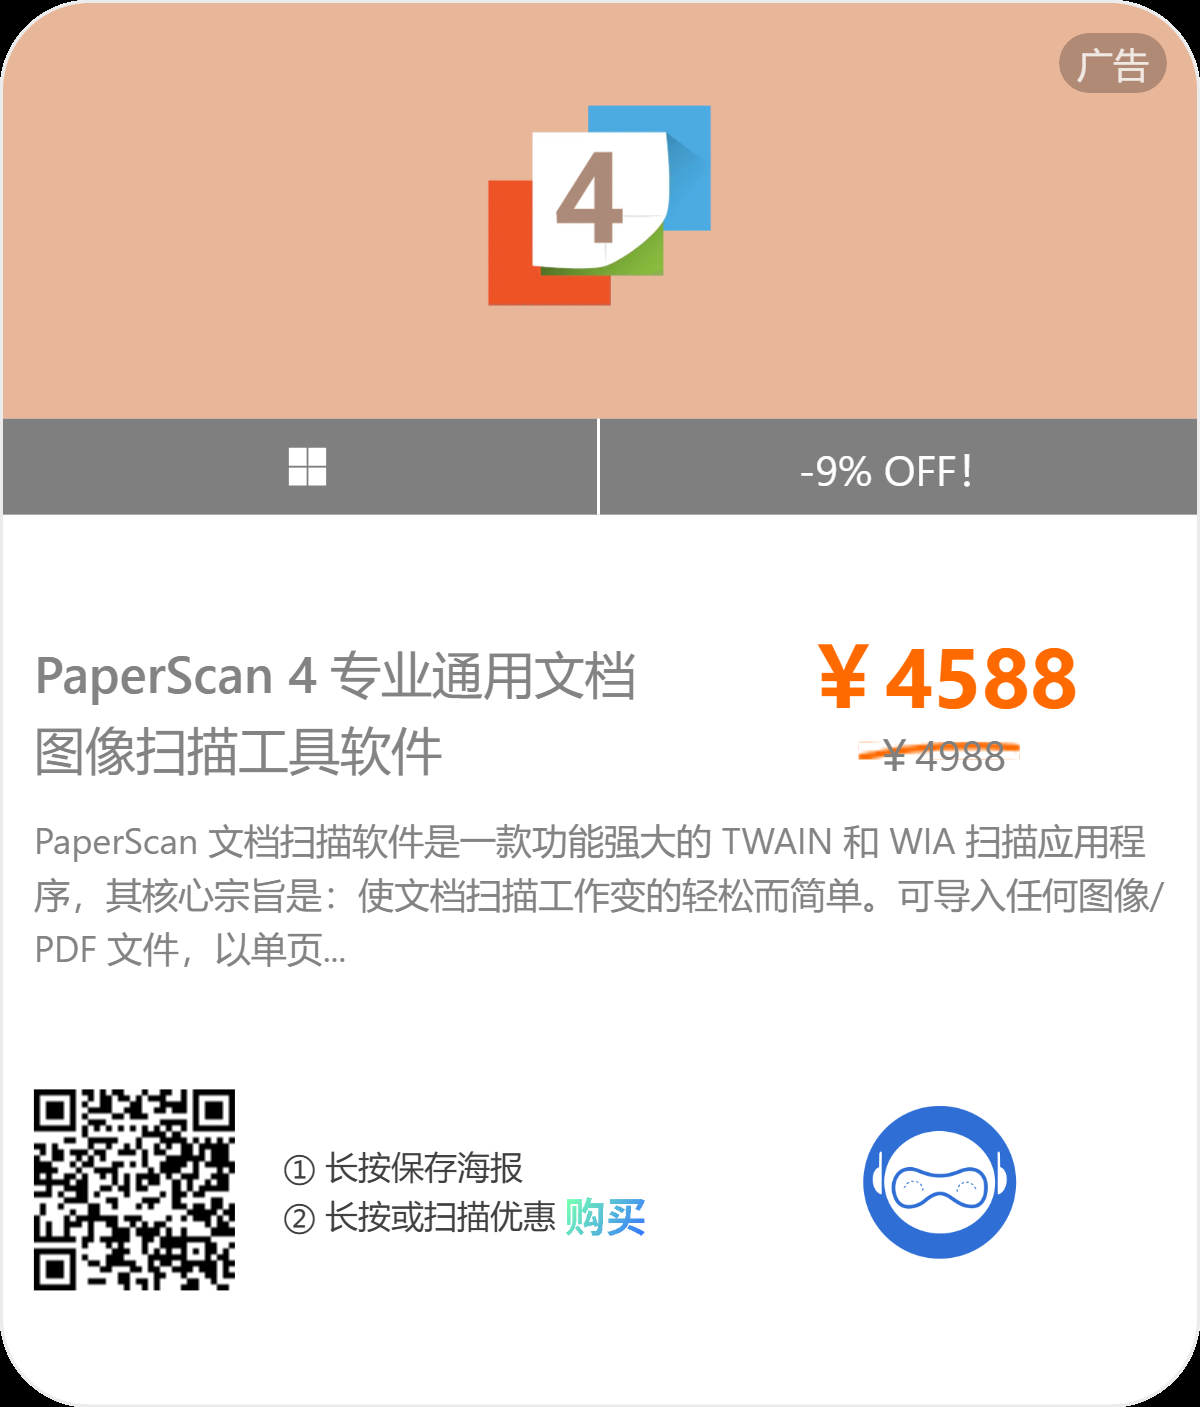 广告
4
-9% OFF!
PaperScan 4 专业通用文档
图像扫描工具软件
￥4588
￥4988
PaperScan 文档扫描软件是一款功能强大的 TWAIN 和 WIA 扫描应用程
序，其核心宗旨是：使文档扫描工作变的轻松而简单。可导入任何图像/
PDF 文件，以单页...
① 长按保存海报
② 长按或扫描优惠 购买